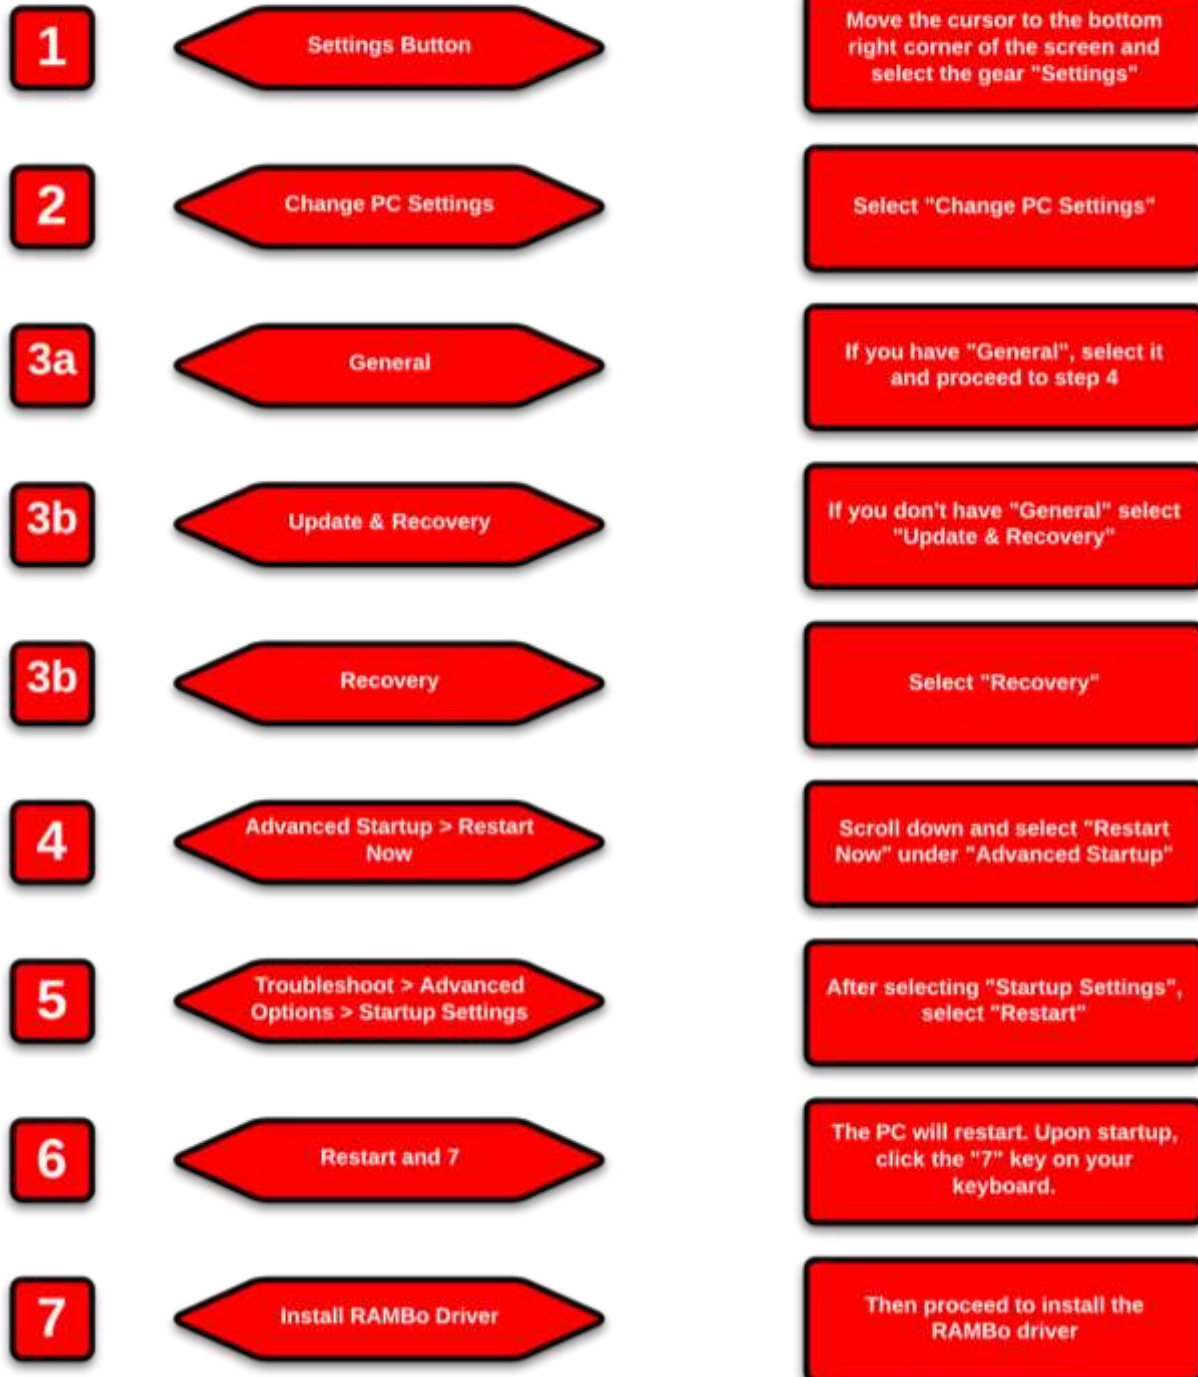 1
Settings Button
Move the cursor to the bottom
right corner of the screen and
select the gear "Settings"
2
Change PC Settings
Select "Change PC Settings"
3a
General
If you have "General", select it
and proceed to step 4
3b
Update & Recovery
If you don't have "General" select
"Update & Recovery"
3b
Recovery
Select "Recovery"
4
Advanced Startup > Restart
Now
Scroll down and select "Restart
Now" under "Advanced Startup"
5
Troubleshoot > Advanced
Options > Startup Settings
After selecting "Startup Settings",
select "Restart"
6
Restart and 7
The PC will restart. Upon startup,
click the "7" key on your
keyboard.
7
Install RAMBo Driver
Then proceed to install the
RAMBo driver